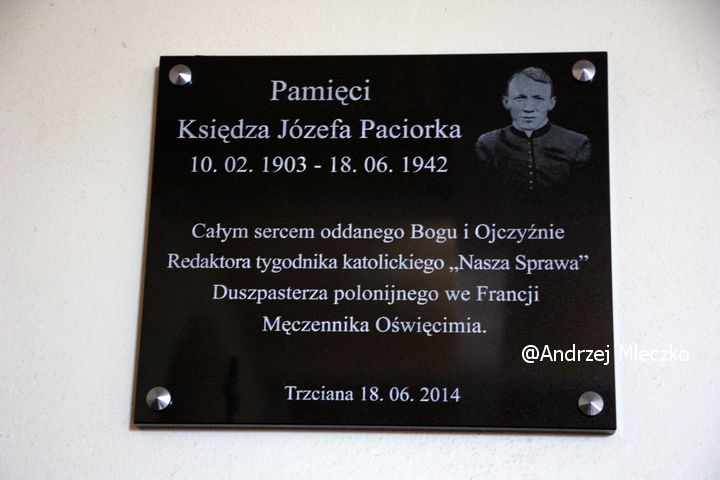 Pamięci
Księdza Józefa Paciorka
10. 02. 1903 - 18. 06. 1942
Całym sercem oddanego Bogu i Ojczyźnie
Redaktora tygodnika katolickiego „Nasza Sprawa”
Duszpasterza polonijnego we Francji
Męczennika Oświęcimia.
@Andrzej Mleczko
Trzciana 18. 06. 2014